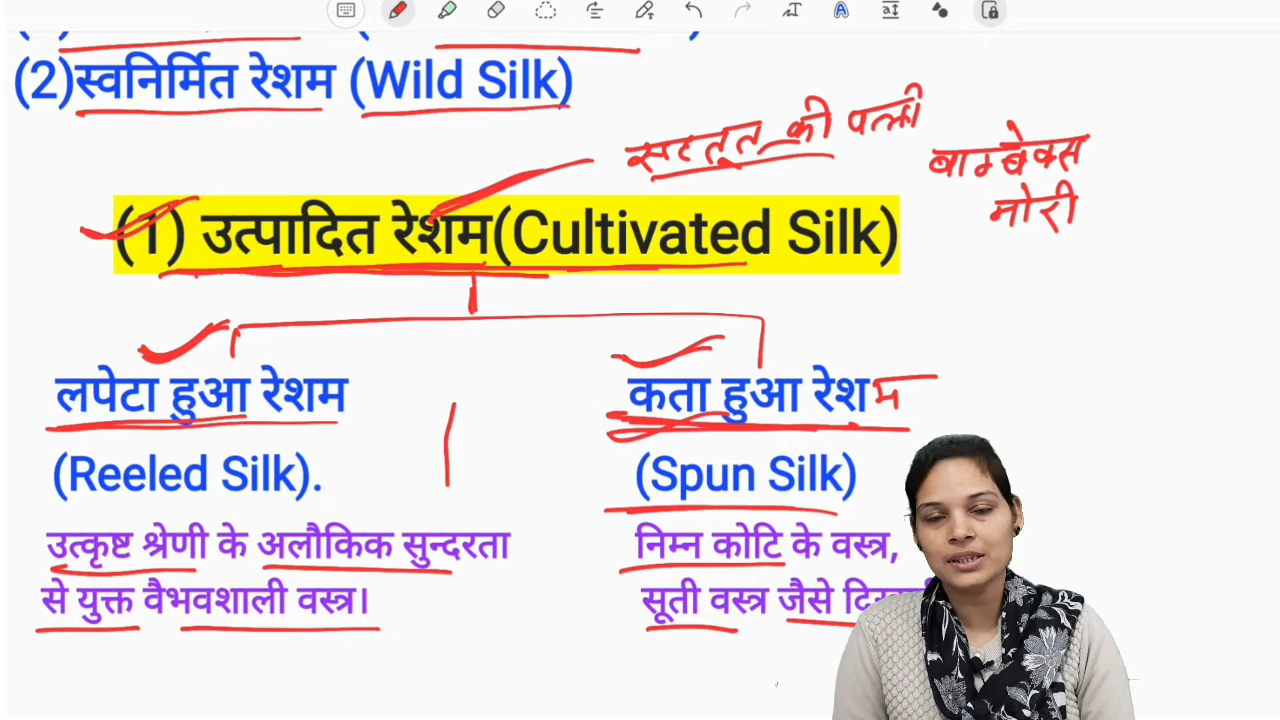 (2)स्वनिर्मित रेशम (Wild Silk)
सहतूत की पत्ती
बाम्बेक्स
मोरी
(1) उत्पादित रेशम(Cultivated Silk)
लपेटा हुआ रेशम
(Reeled Silk).
उत्कृष्ट श्रेणी के अलौकिक सुन्दरता
से युक्त वैभवशाली वस्त्र।
कता हुआ रेशम
(Spun Silk)
निम्न कोटि के वस्त्र,
सूती वस्त्र जैसे